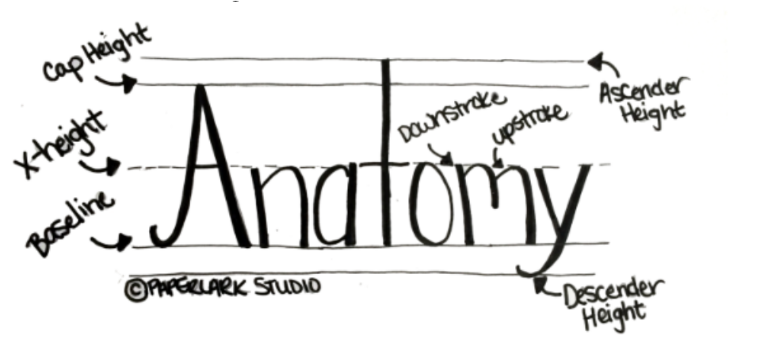 Cap Height
Ascender
Height
X-height
Downstroke
upstroke
Anatomy
Baseline
©PAPERLARK STUDIO
Descender
Height